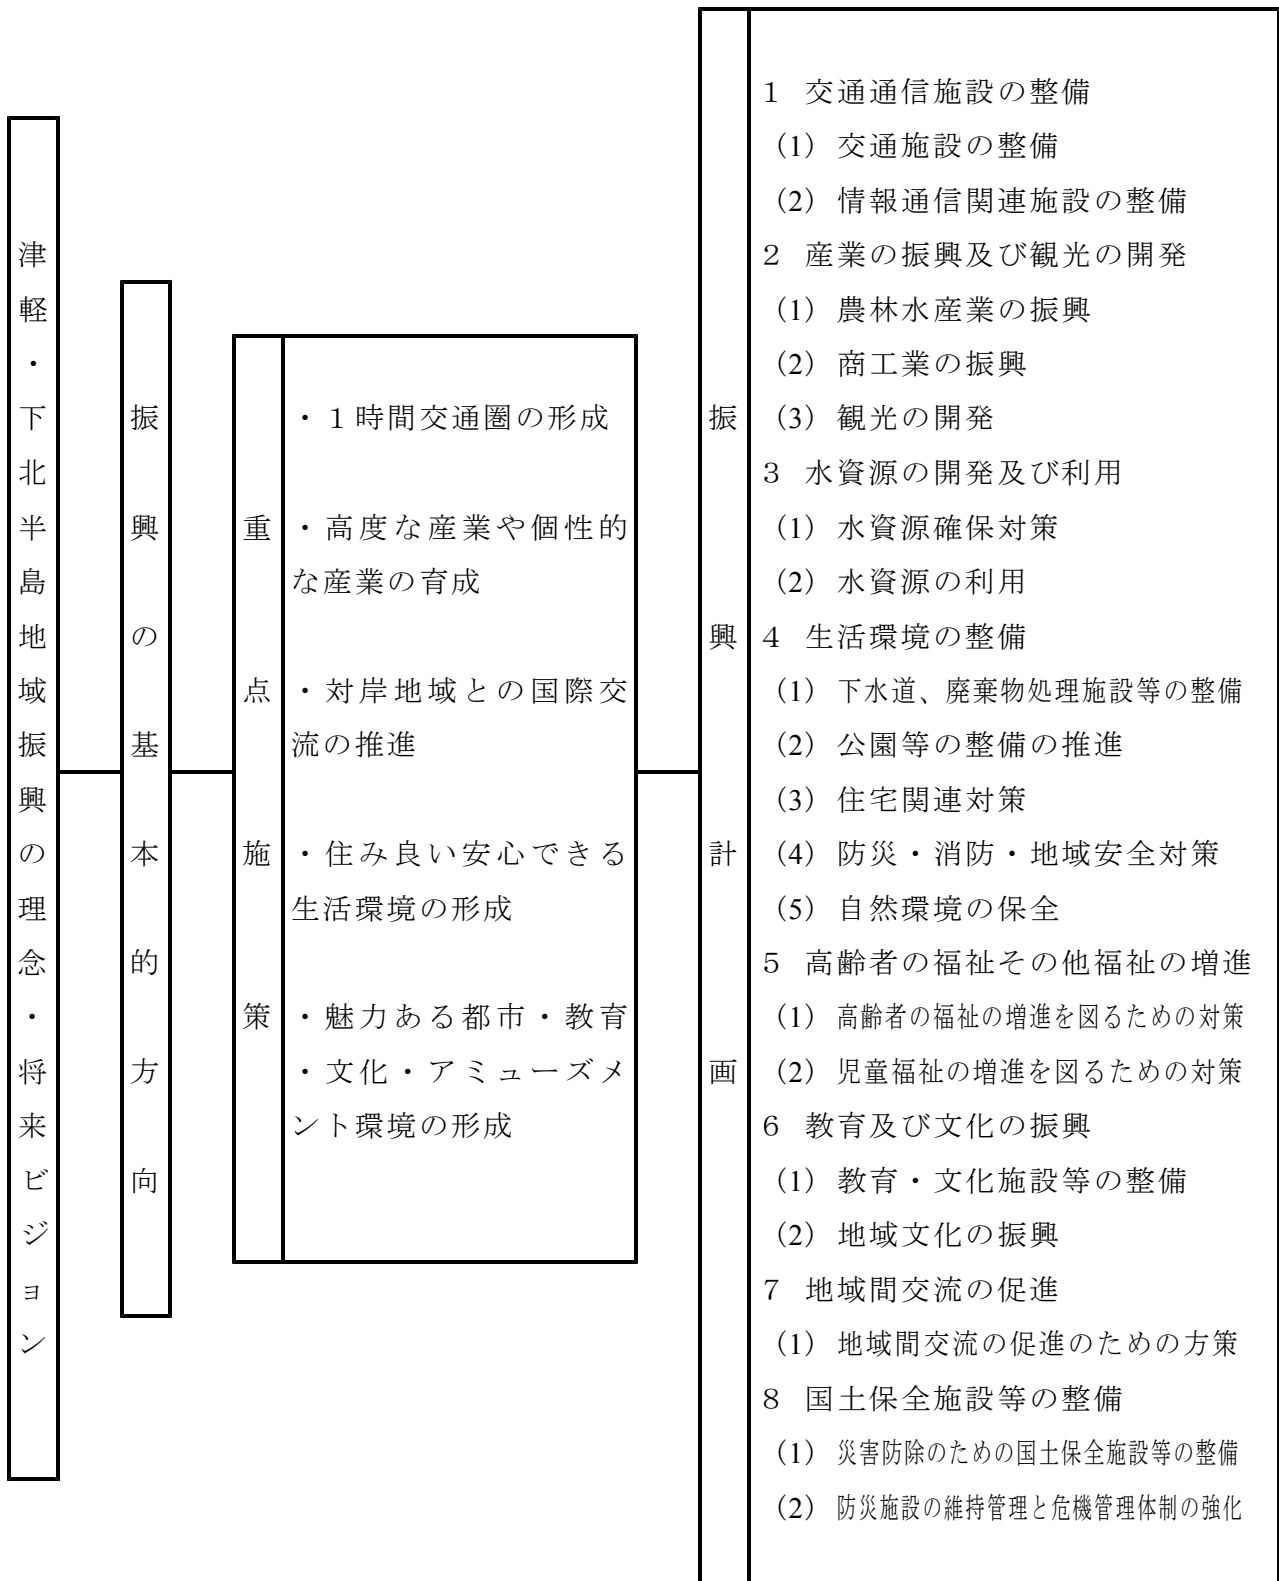 津軽・下北半島地域振興の理念・将来ビジョン
振興の基本的方向
重点施策
・１時間交通圏の形成
・高度な産業や個性的
な産業の育成
・対岸地域との国際交
流の推進
・住み良い安心できる
生活環境の形成
・魅力ある都市・教育
・文化・アミューズメ
ント環境の形成
振興計画
１ 交通通信施設の整備
(1) 交通施設の整備
(2) 情報通信関連施設の整備
２ 産業の振興及び観光の開発
(1) 農林水産業の振興
(2) 商工業の振興
(3) 観光の開発
３ 水資源の開発及び利用
(1) 水資源確保対策
(2) 水資源の利用
４ 生活環境の整備
(1) 下水道、廃棄物処理施設等の整備
(2) 公園等の整備の推進
(3) 住宅関連対策
(4) 防災・消防・地域安全対策
(5) 自然環境の保全
５ 高齢者の福祉その他福祉の増進
(1) 高齢者の福祉の増進を図るための対策
(2) 児童福祉の増進を図るための対策
６ 教育及び文化の振興
(1) 教育・文化施設等の整備
(2) 地域文化の振興
７ 地域間交流の促進
(1) 地域間交流の促進のための方策
８ 国土保全施設等の整備
(1) 災害防除のための国土保全施設等の整備
(2) 防災施設の維持管理と危機管理体制の強化